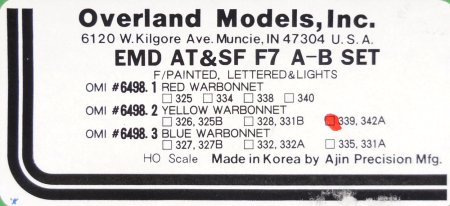 Overland Models, Inc.
6120 W. Kilgore Ave. Muncie, IN 47304 U.S.A.
EMD AT&SF F7 A-B SET
F/PAINTED, LETTERED&LIGHTS
OMI #6498.1 RED WARBONNET
□ 325 □ 334 □ 338 □ 340
OMI #6498.2 YELLOW WARBONNET
□ 326, 325B □ 328, 331B □ 339, 342A
OMI #6498.3 BLUE WARBONNET
□ 327, 327B □ 332, 332A □ 335, 331A
HO Scale Made in Korea by Ajin Precision Mfg.